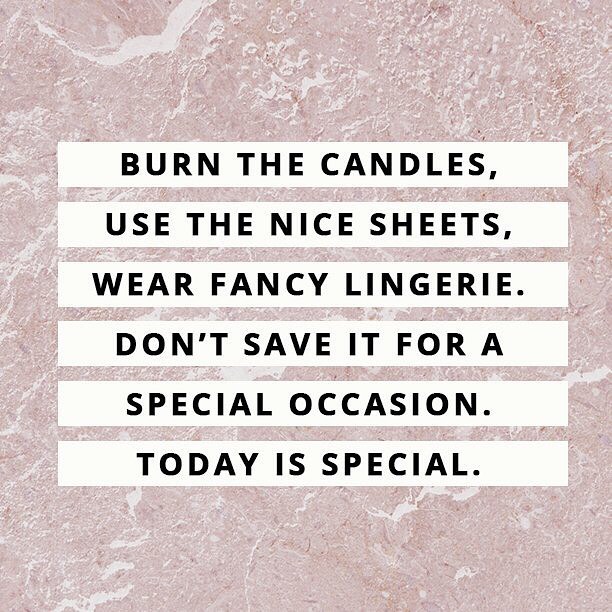 BURN THE CANDLES,
USE THE NICE SHEETS,
WEAR FANCY LINGERIE.
DON’T SAVE IT FOR A
SPECIAL OCCASION.
TODAY IS SPECIAL.